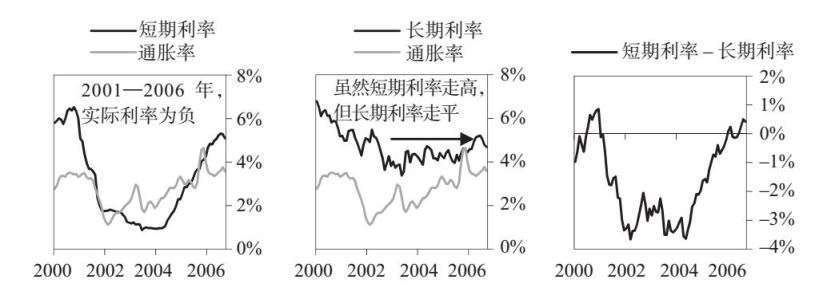 短期利率
通胀率
2001—2006 年，
实际利率为负
8%
6%
4%
2%
0%
2000 2002 2004 2006
长期利率
通胀率
虽然短期利率走高，
但长期利率走平
8%
6%
4%
2%
0%
2000 2002 2004 2006
短期利率－长期利率
2%
1%
0%
−1%
−2%
−3%
−4%
2000 2002 2004 2006